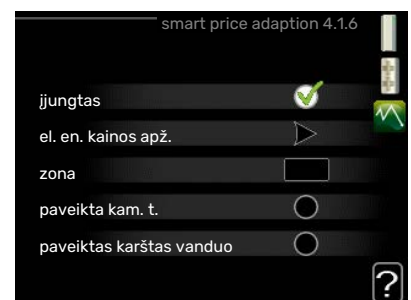 smart price adaption 4.1.6
įjungtas
el. en. kainos apž.
zona
paveikta kam. t.
paveiktas karštas vanduo
?